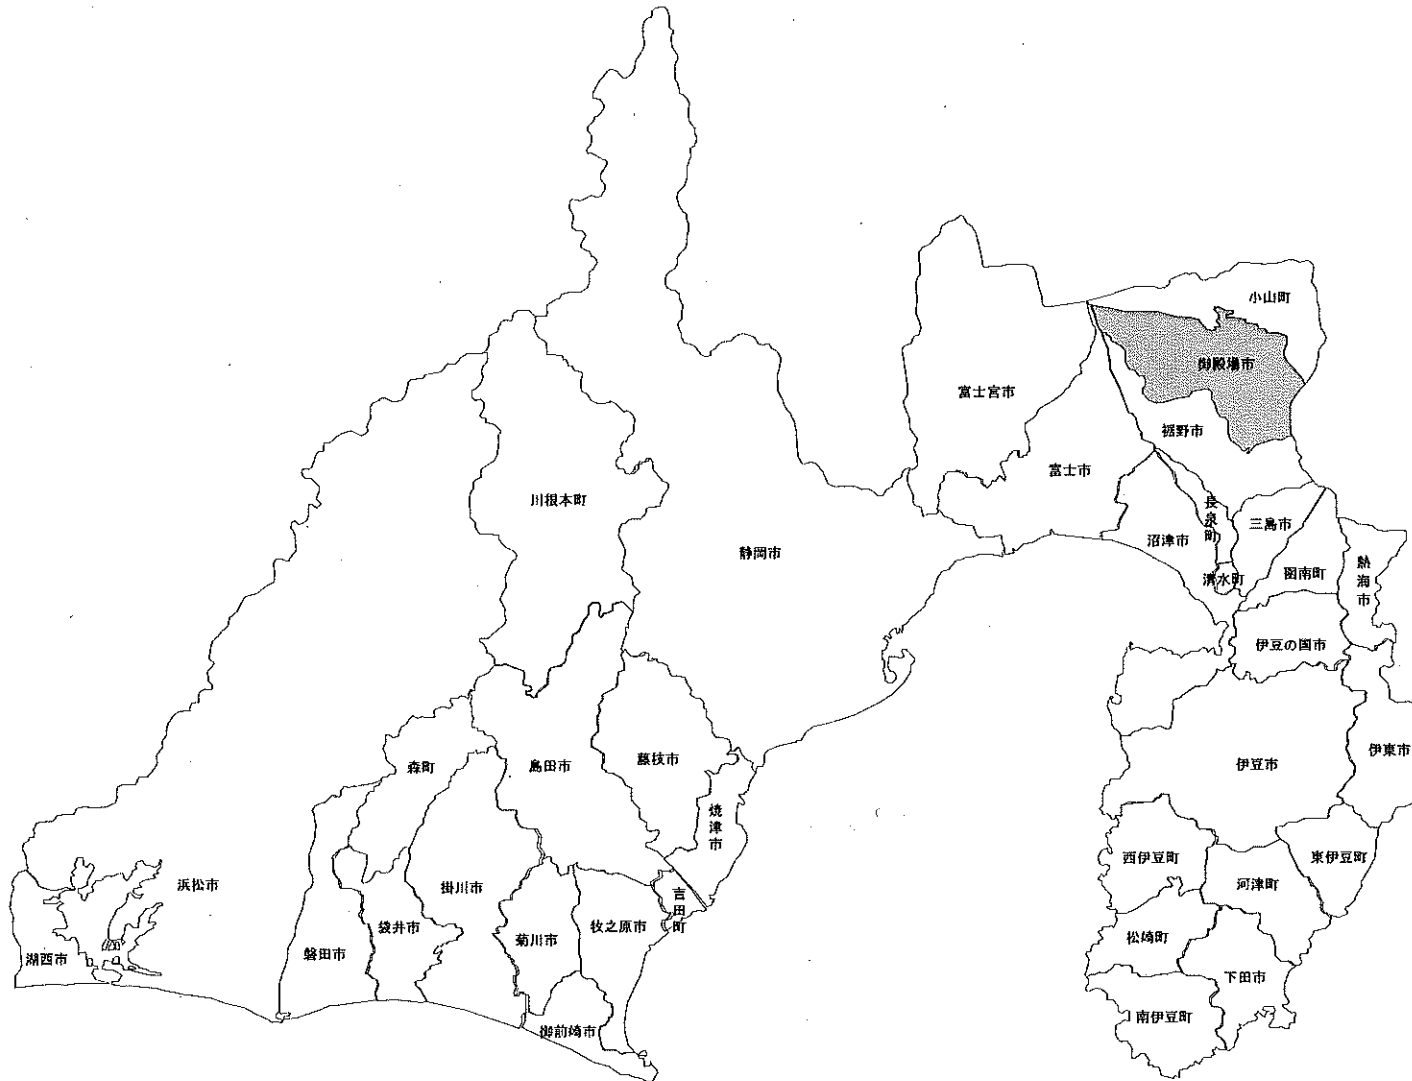 小山町
御殿場市
富士宮市
裾野市
富士市
川根本町
長泉町
三島市
沼津市
静岡市
函南町
熱海市
清水町
伊豆の国市
伊東市
島田市
藤枝市
森町
伊豆市
焼津市
西伊豆町
東伊豆町
浜松市
掛川市
河津町
吉田町
袋井市
牧之原市
松崎町
菊川市
磐田市
湖西市
下田市
南伊豆町
御前崎市